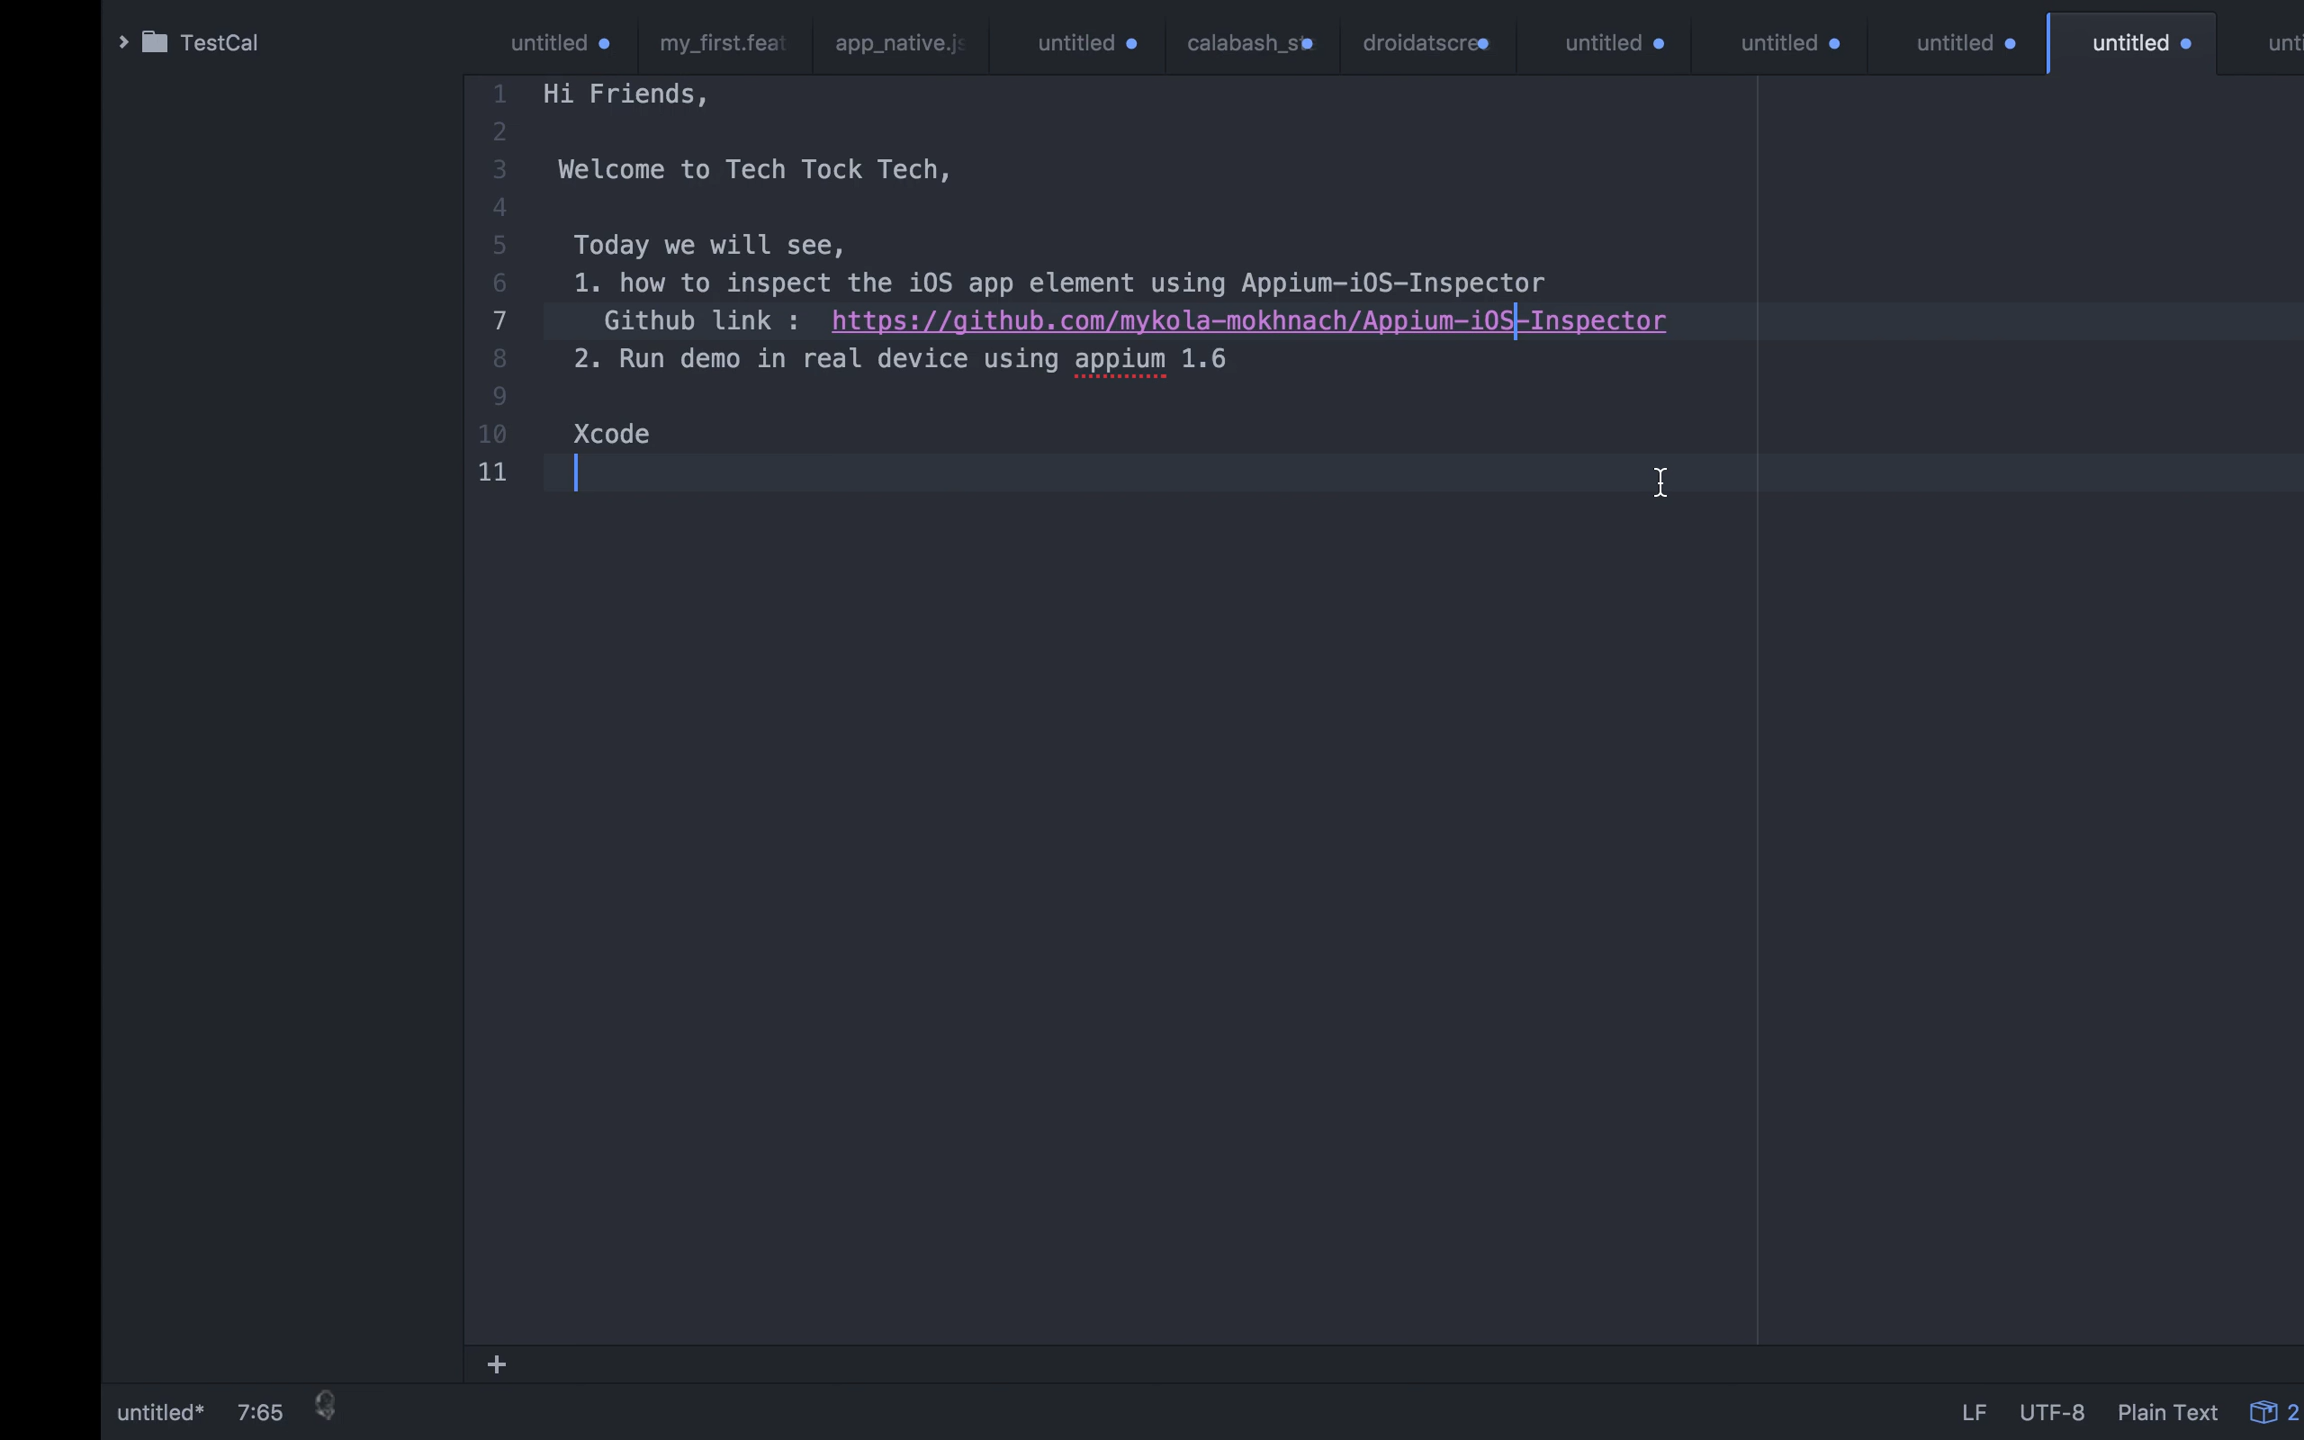 TestCal
untitled my_first.feat app_native.js untitled calabash_st droidatscre untitled untitled untitled untitled unti
1 Hi Friends,
2
3 Welcome to Tech Tock Tech,
4
5 Today we will see,
6 1. how to inspect the iOS app element using Appium-iOS-Inspector
7 Github link : https://github.com/mykola-mokhnach/Appium-iOS-Inspector
8 2. Run demo in real device using appium 1.6
9
10 Xcode
11
+
untitled* 7:65 LF UTF-8 Plain Text 2